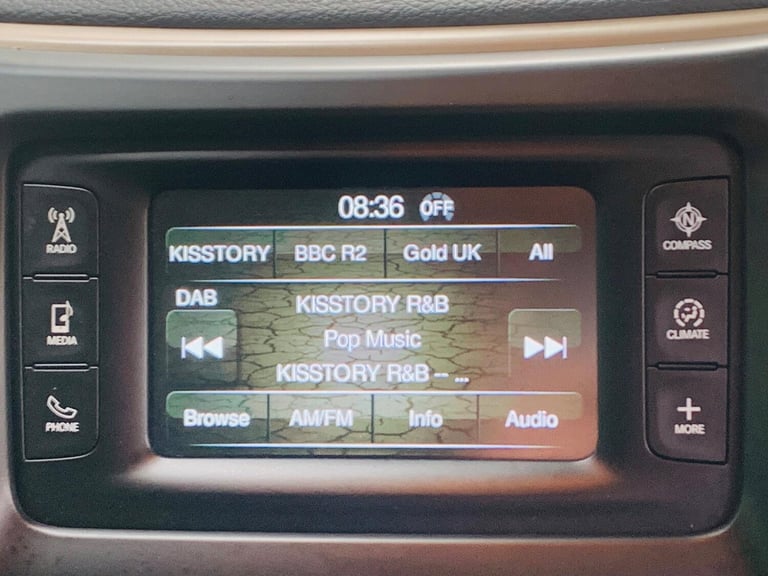 08:36 OFF
KISSTORY BBC R2 Gold UK All
DAB
KISSTORY R&B
Pop Music
KISSTORY R&B -- ...
Browse AM/FM Info Audio
RADIO
MEDIA
PHONE
N
COMPASS
CLIMATE
MORE